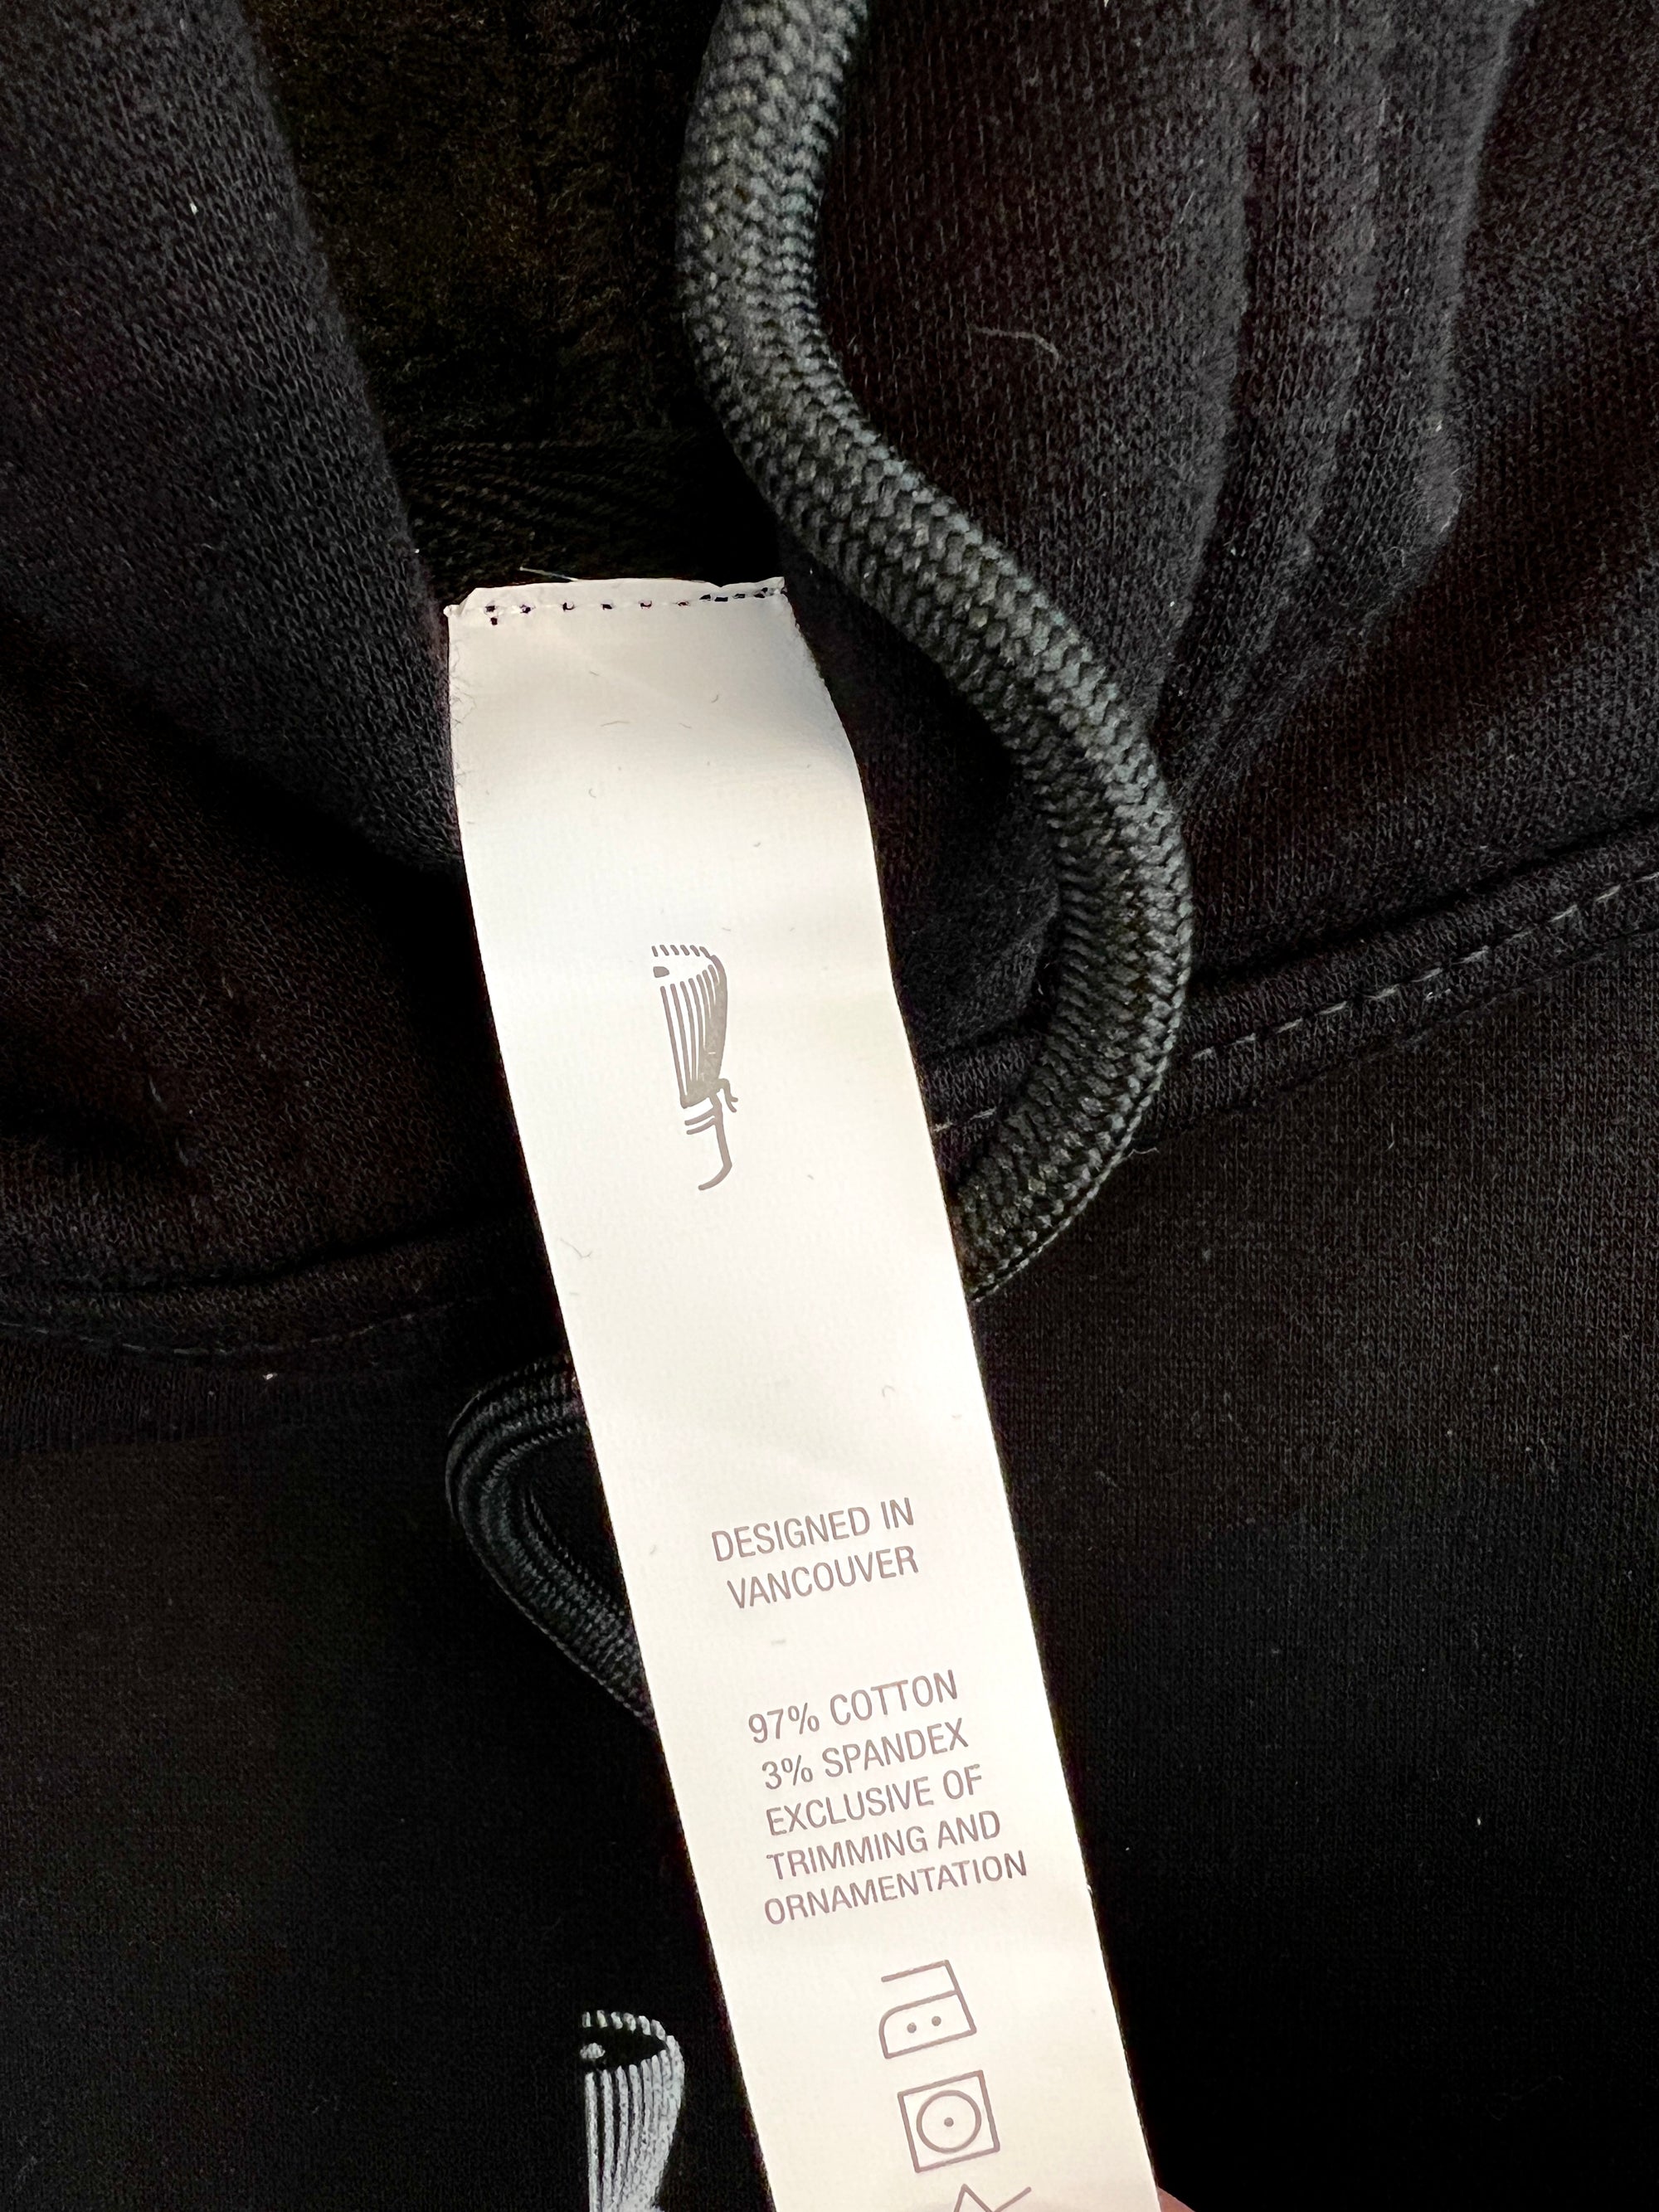 DESIGNED IN
VANCOUVER
97% COTTON
3% SPANDEX
EXCLUSIVE OF
TRIMMING AND
ORNAMENTATION